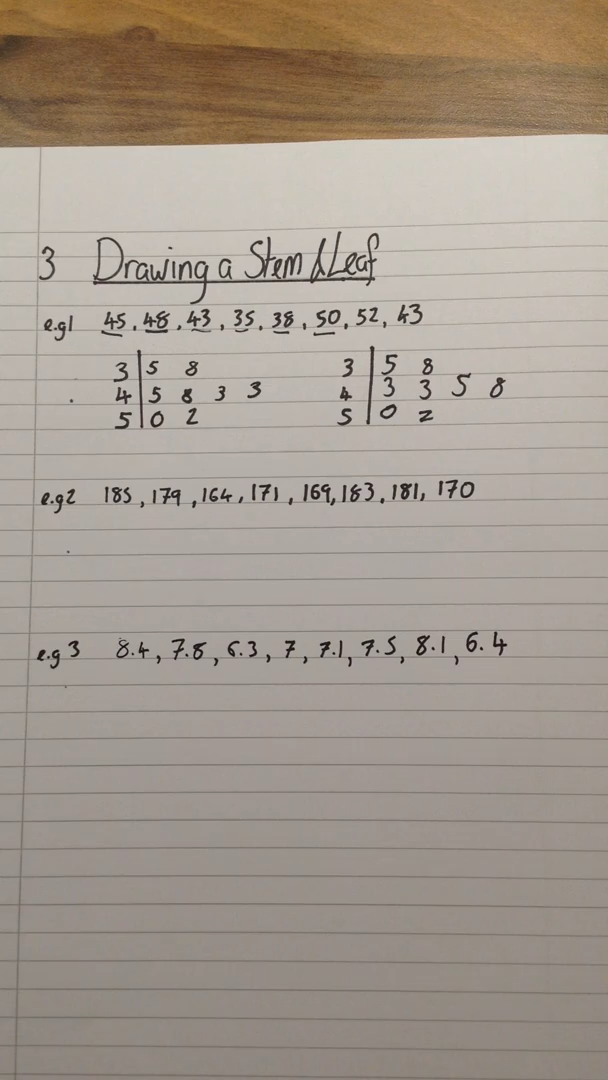 3 Drawing a Stem & Leaf
e.g1 45, 48, 43, 35, 38, 50, 52, 43
3 | 5 8    3 | 5 8
4 | 5 8 3 3    4 | 3 3 5 8
5 | 0 2    5 | 0 2
e.g2 185, 179, 164, 171, 169, 183, 181, 170
e.g 3 8.4, 7.8, 6.3, 7, 7.1, 7.5, 8.1, 6.4